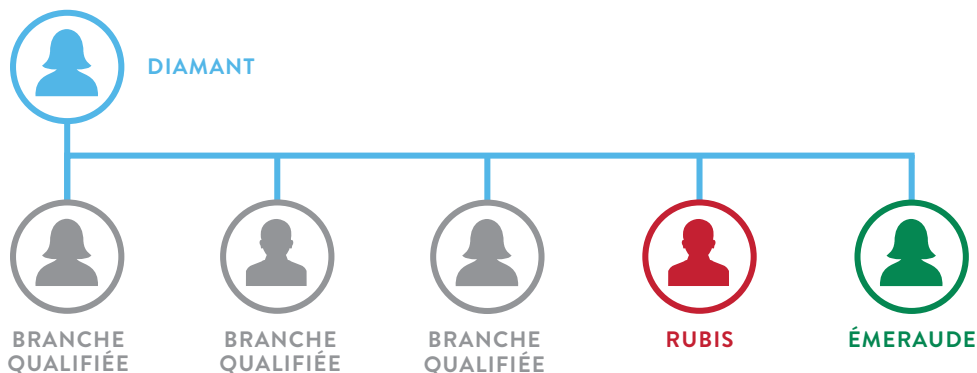 DIAMANT
BRANCHE
QUALIFIÉE
BRANCHE
QUALIFIÉE
BRANCHE
QUALIFIÉE
RUBIS
ÉMERAUDE